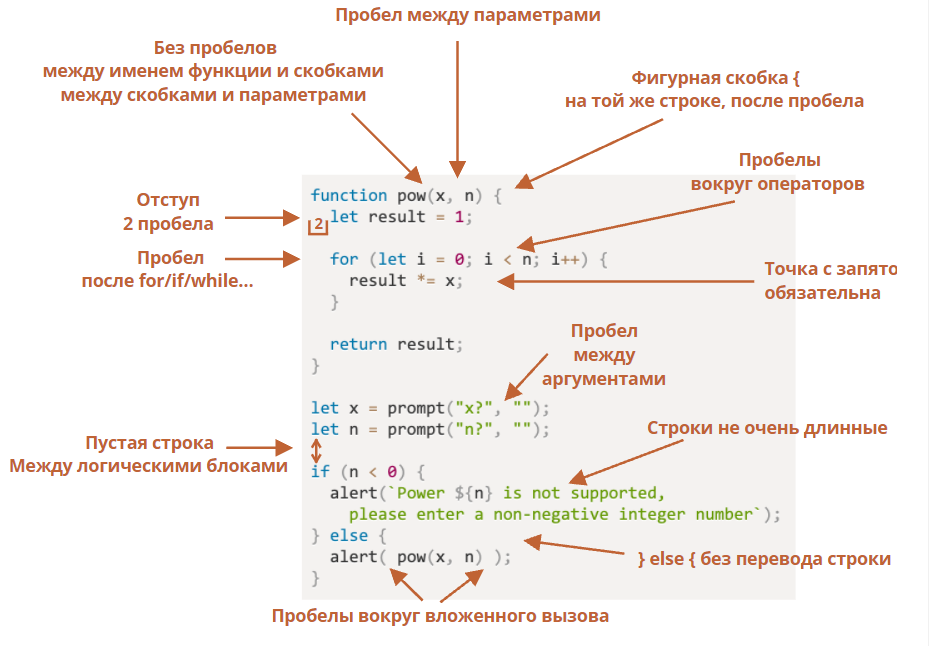 Пробел между параметрами
Без пробелов
между именем функции и скобками
между скобками и параметрами
Фигурная скобка {
на той же строке, после пробела
Пробелы
вокруг операторов
Отступ
2 пробела
Пробел
после for/if/while...
Точка с запято
обязательна
function pow(x, n) {
2
  let result = 1;
  for (let i = 0; i < n; i++) {
    result *= x;
  }
  return result;
}
Пробел
между
аргументами
let x = prompt("x?", "");
let n = prompt("n?", "");
Строки не очень длинные
Пустая строка
Между логическими блоками
if (n < 0) {
  alert(`Power ${n} is not supported,
    please enter a non-negative integer number`);
} else {
  alert( pow(x, n) );
}
} else { без перевода строки
Пробелы вокруг вложенного вызова